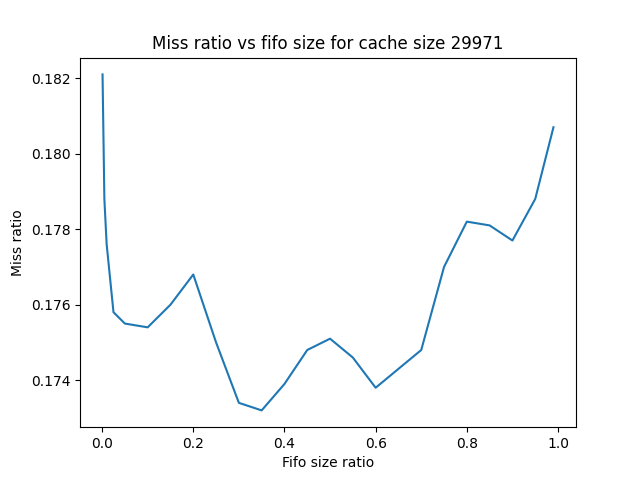 Miss ratio vs fifo size for cache size 29971
0.182
0.180
0.178
0.176
0.174
Miss ratio
0.0 0.2 0.4 0.6 0.8 1.0
Fifo size ratio